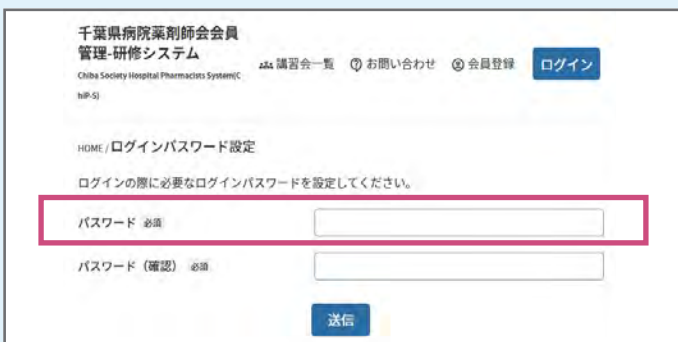 千葉県病院薬剤師会会員
管理-研修システム
Chiba Society Hospital Pharmacists System(C
hiP-S)
講習会一覧 お問い合わせ 会員登録 ログイン
HOME / ログインパスワード設定
ログインの際に必要なログインパスワードを設定してください。
パスワード 必須
パスワード（確認） 必須
送信